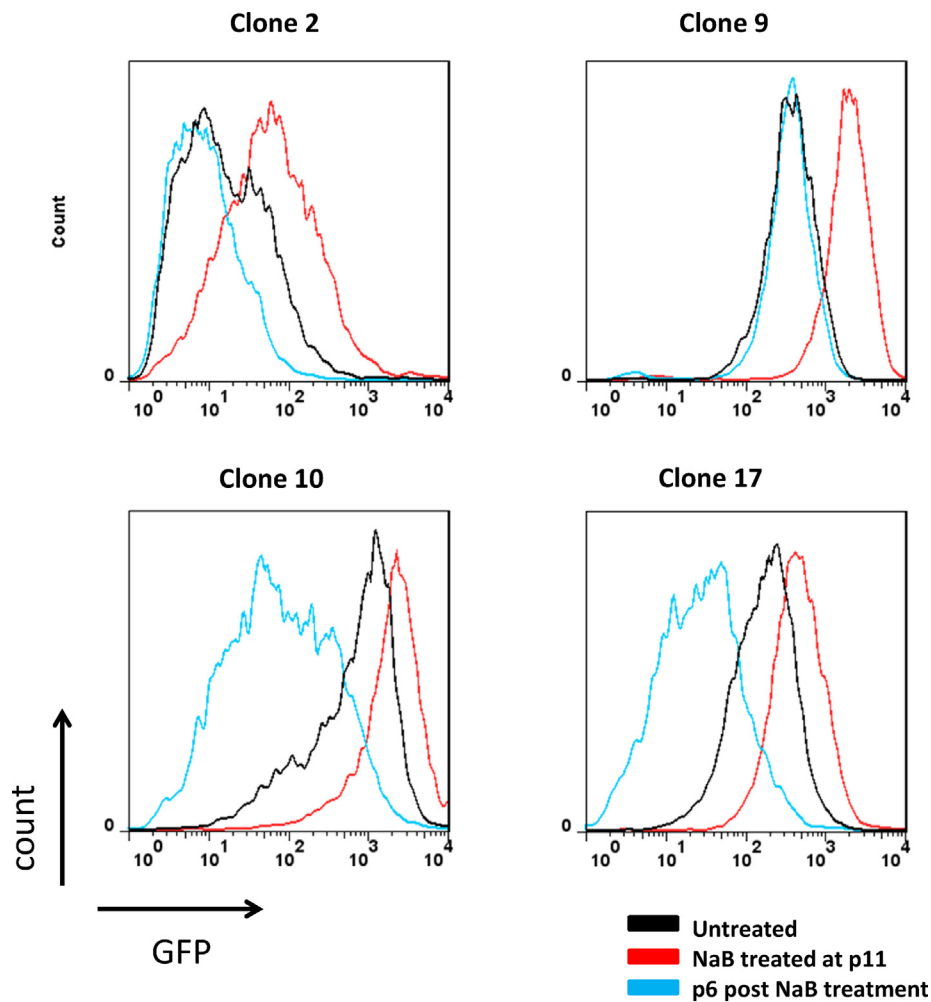 Clone 2
Clone 9
Count
0
10^0 10^1 10^2 10^3 10^4
0
10^0 10^1 10^2 10^3 10^4
Clone 10
Clone 17
0
10^0 10^1 10^2 10^3 10^4
0
10^0 10^1 10^2 10^3 10^4
count
GFP
Untreated
NaB treated at p11
p6 post NaB treatment